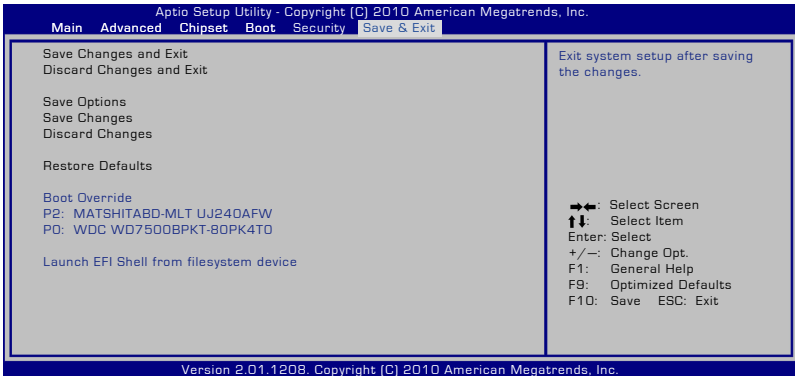 Aptio Setup Utility - Copyright (C) 2010 American Megatrends, Inc.
Main Advanced Chipset Boot Security Save & Exit
Save Changes and Exit
Discard Changes and Exit
Save Options
Save Changes
Discard Changes
Restore Defaults
Boot Override
P2: MATSHITABD-MLT UJ240AFW
P0: WDC WD7500BPKT-80PK4T0
Launch EFI Shell from filesystem device
Exit system setup after saving
the changes.
→←: Select Screen
↑↓: Select Item
Enter: Select
+/—: Change Opt.
F1: General Help
F9: Optimized Defaults
F10: Save ESC: Exit
Version 2.01.1208. Copyright (C) 2010 American Megatrends, Inc.